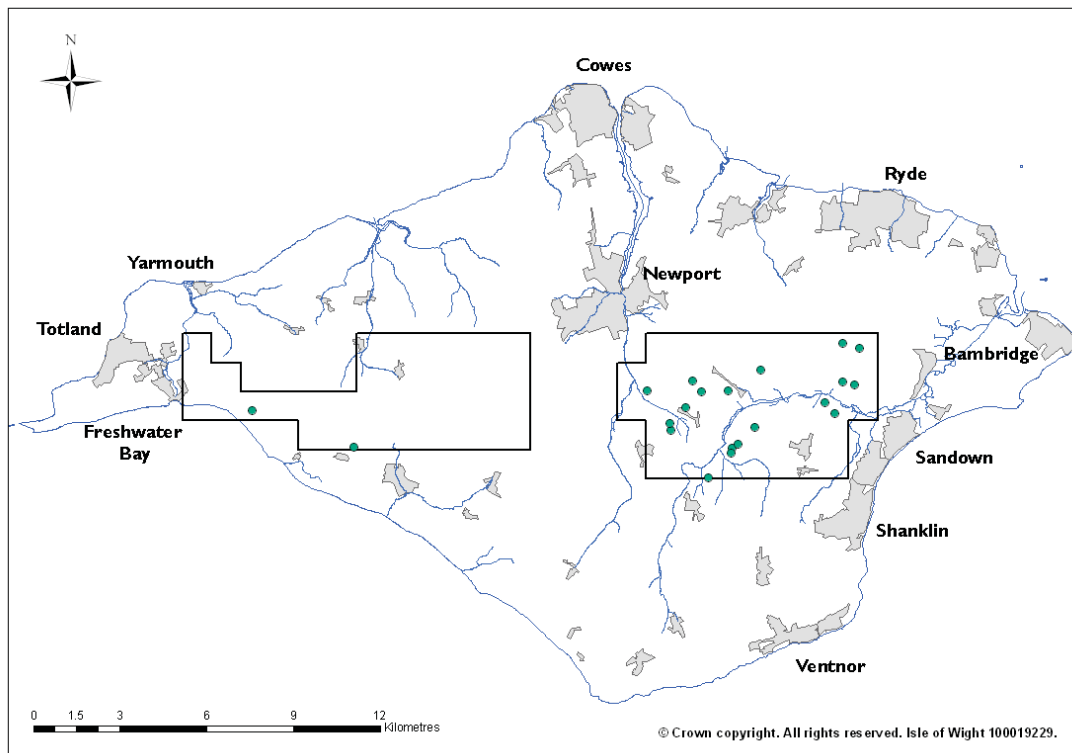 N
Cowes
Ryde
Yarmouth
Newport
Totland
Bambridge
Freshwater
Bay
Sandown
Shanklin
Ventnor
0 1.5 3 6 9 12
Kilometres
© Crown copyright. All rights reserved. Isle of Wight 100019229.